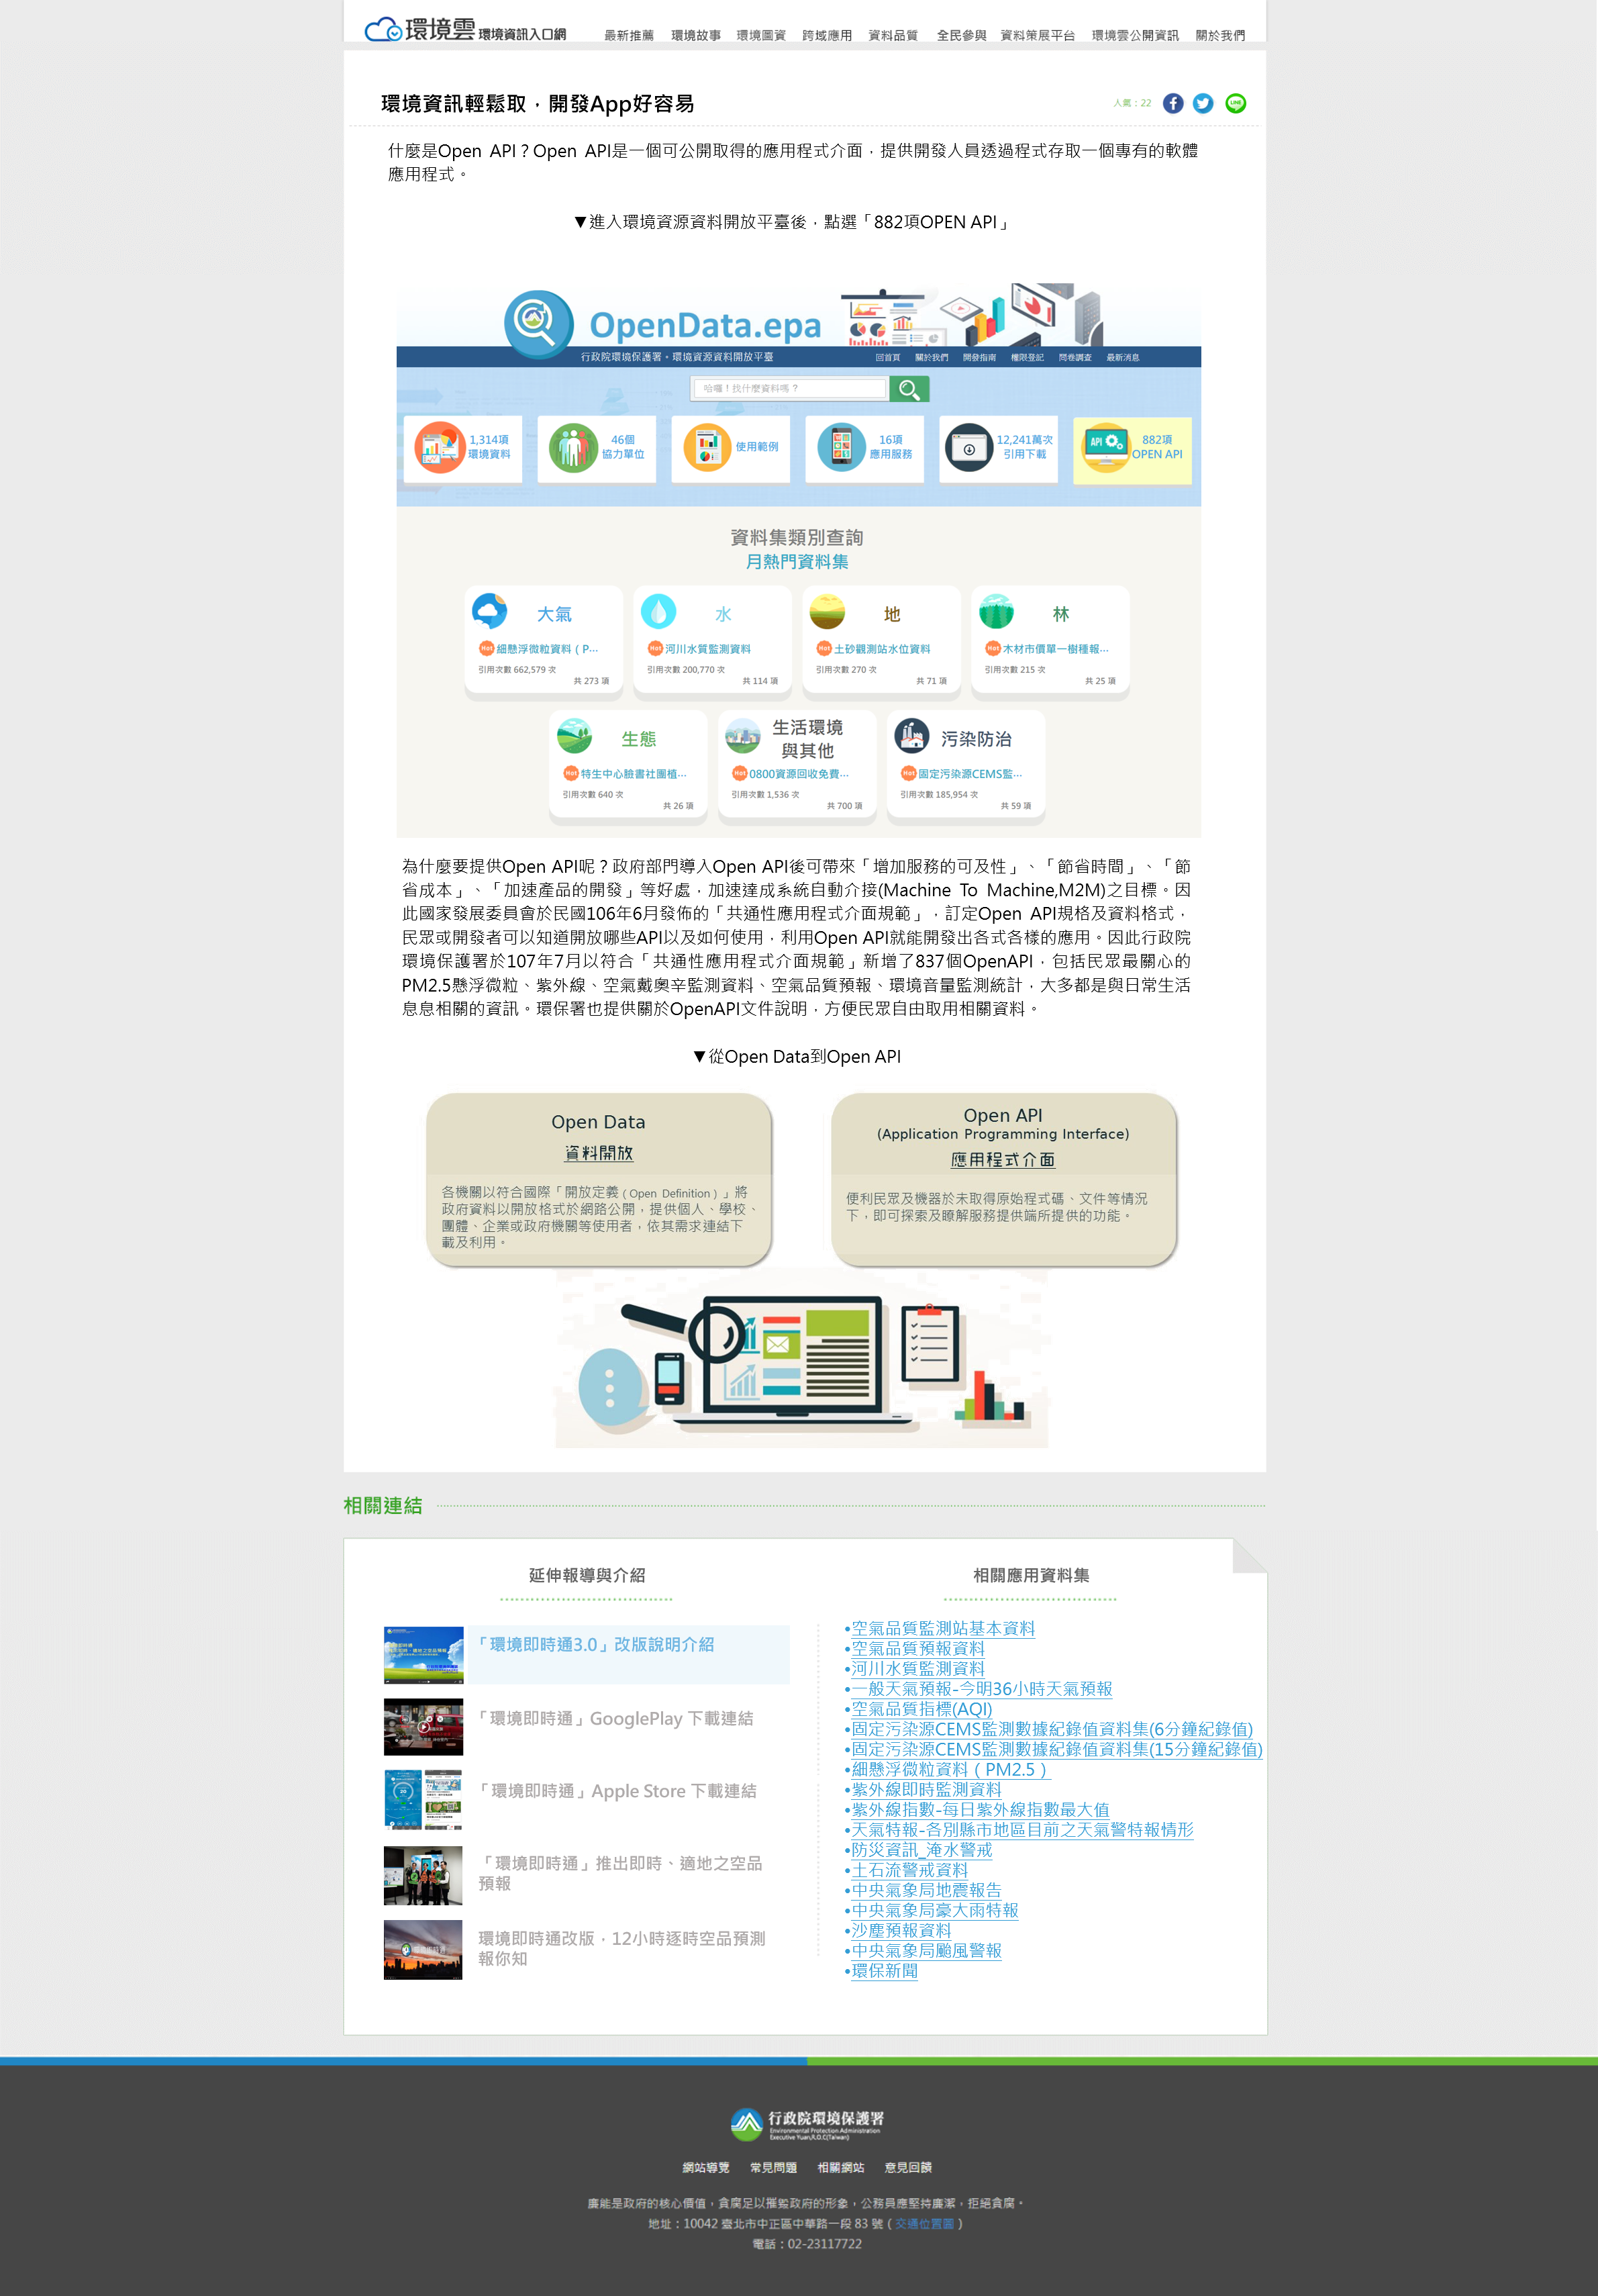 環境雲 環境資訊入口網 最新推薦 環境故事 環境圖資 跨域應用 資料品質 全民參與 資料策展平台 環境雲公開資訊 關於我們
環境資訊輕鬆取，開發App好容易
人氣：22
什麼是Open API？Open API是一個可公開取得的應用程式介面，提供開發人員透過程式存取一個專有的軟體
應用程式。
▼進入環境資源資料開放平臺後，點選「882項OPEN API」
OpenData.epa
行政院環境保護署。環境資源資料開放平臺 回首頁 關於我們 開發指南 權限登記 問卷調查 最新消息
哈囉！找什麼資料嗎？
1,314項
環境資料
46個
協力單位
使用範例
16項
應用服務
12,241萬次
引用下載
API
882項
OPEN API
資料集類別查詢
月熱門資料集
大氣
Hot 細懸浮微粒資料（P...
引用次數 662,579 次
共 273 項
水
Hot 河川水質監測資料
引用次數 200,770 次
共 114 項
地
Hot 土砂觀測站水位資料
引用次數 270 次
共 71 項
林
Hot 木材市價單一樹種報...
引用次數 215 次
共 25 項
生態
Hot 特生中心臉書社團植...
引用次數 640 次
共 26 項
生活環境
與其他
Hot 0800資源回收免費...
引用次數 1,536 次
共 700 項
污染防治
Hot 固定污染源CEMS監...
引用次數 185,954 次
共 59 項
為什麼要提供Open API呢？政府部門導入Open API後可帶來「增加服務的可及性」、「節省時間」、「節
省成本」、「加速產品的開發」等好處，加速達成系統自動介接(Machine To Machine,M2M)之目標。因
此國家發展委員會於民國106年6月發佈的「共通性應用程式介面規範」，訂定Open API規格及資料格式，
民眾或開發者可以知道開放哪些API以及如何使用，利用Open API就能開發出各式各樣的應用。因此行政院
環境保護署於107年7月以符合「共通性應用程式介面規範」新增了837個OpenAPI，包括民眾最關心的
PM2.5懸浮微粒、紫外線、空氣戴奧辛監測資料、空氣品質預報、環境音量監測統計，大多都是與日常生活
息息相關的資訊。環保署也提供關於OpenAPI文件說明，方便民眾自由取用相關資料。
▼從Open Data到Open API
Open Data
資料開放
各機關以符合國際「開放定義（Open Definition）」將
政府資料以開放格式於網路公開，提供個人、學校、
團體、企業或政府機關等使用者，依其需求連結下
載及利用。
Open API
(Application Programming Interface)
應用程式介面
便利民眾及機器於未取得原始程式碼、文件等情況
下，即可探索及瞭解服務提供端所提供的功能。
相關連結
延伸報導與介紹
「環境即時通3.0」改版說明介紹
「環境即時通」GooglePlay 下載連結
「環境即時通」Apple Store 下載連結
「環境即時通」推出即時、適地之空品
預報
環境即時通改版，12小時逐時空品預測
報你知
相關應用資料集
•空氣品質監測站基本資料
•空氣品質預報資料
•河川水質監測資料
•一般天氣預報-今明36小時天氣預報
•空氣品質指標(AQI)
•固定污染源CEMS監測數據紀錄值資料集(6分鐘紀錄值)
•固定污染源CEMS監測數據紀錄值資料集(15分鐘紀錄值)
•細懸浮微粒資料（PM2.5）
•紫外線即時監測資料
•紫外線指數-每日紫外線指數最大值
•天氣特報-各別縣市地區目前之天氣警特報情形
•防災資訊_淹水警戒
•土石流警戒資料
•中央氣象局地震報告
•中央氣象局豪大雨特報
•沙塵預報資料
•中央氣象局颱風警報
•環保新聞
行政院環境保護署
Environmental Protection Administration
Executive Yuan,R.O.C(Taiwan)
網站導覽 常見問題 相關網站 意見回饋
廉能是政府的核心價值，貪腐足以摧毀政府的形象，公務員應堅持廉潔，拒絕貪腐。
地址：10042 臺北市中正區中華路一段 83 號（交通位置圖）
電話：02-23117722